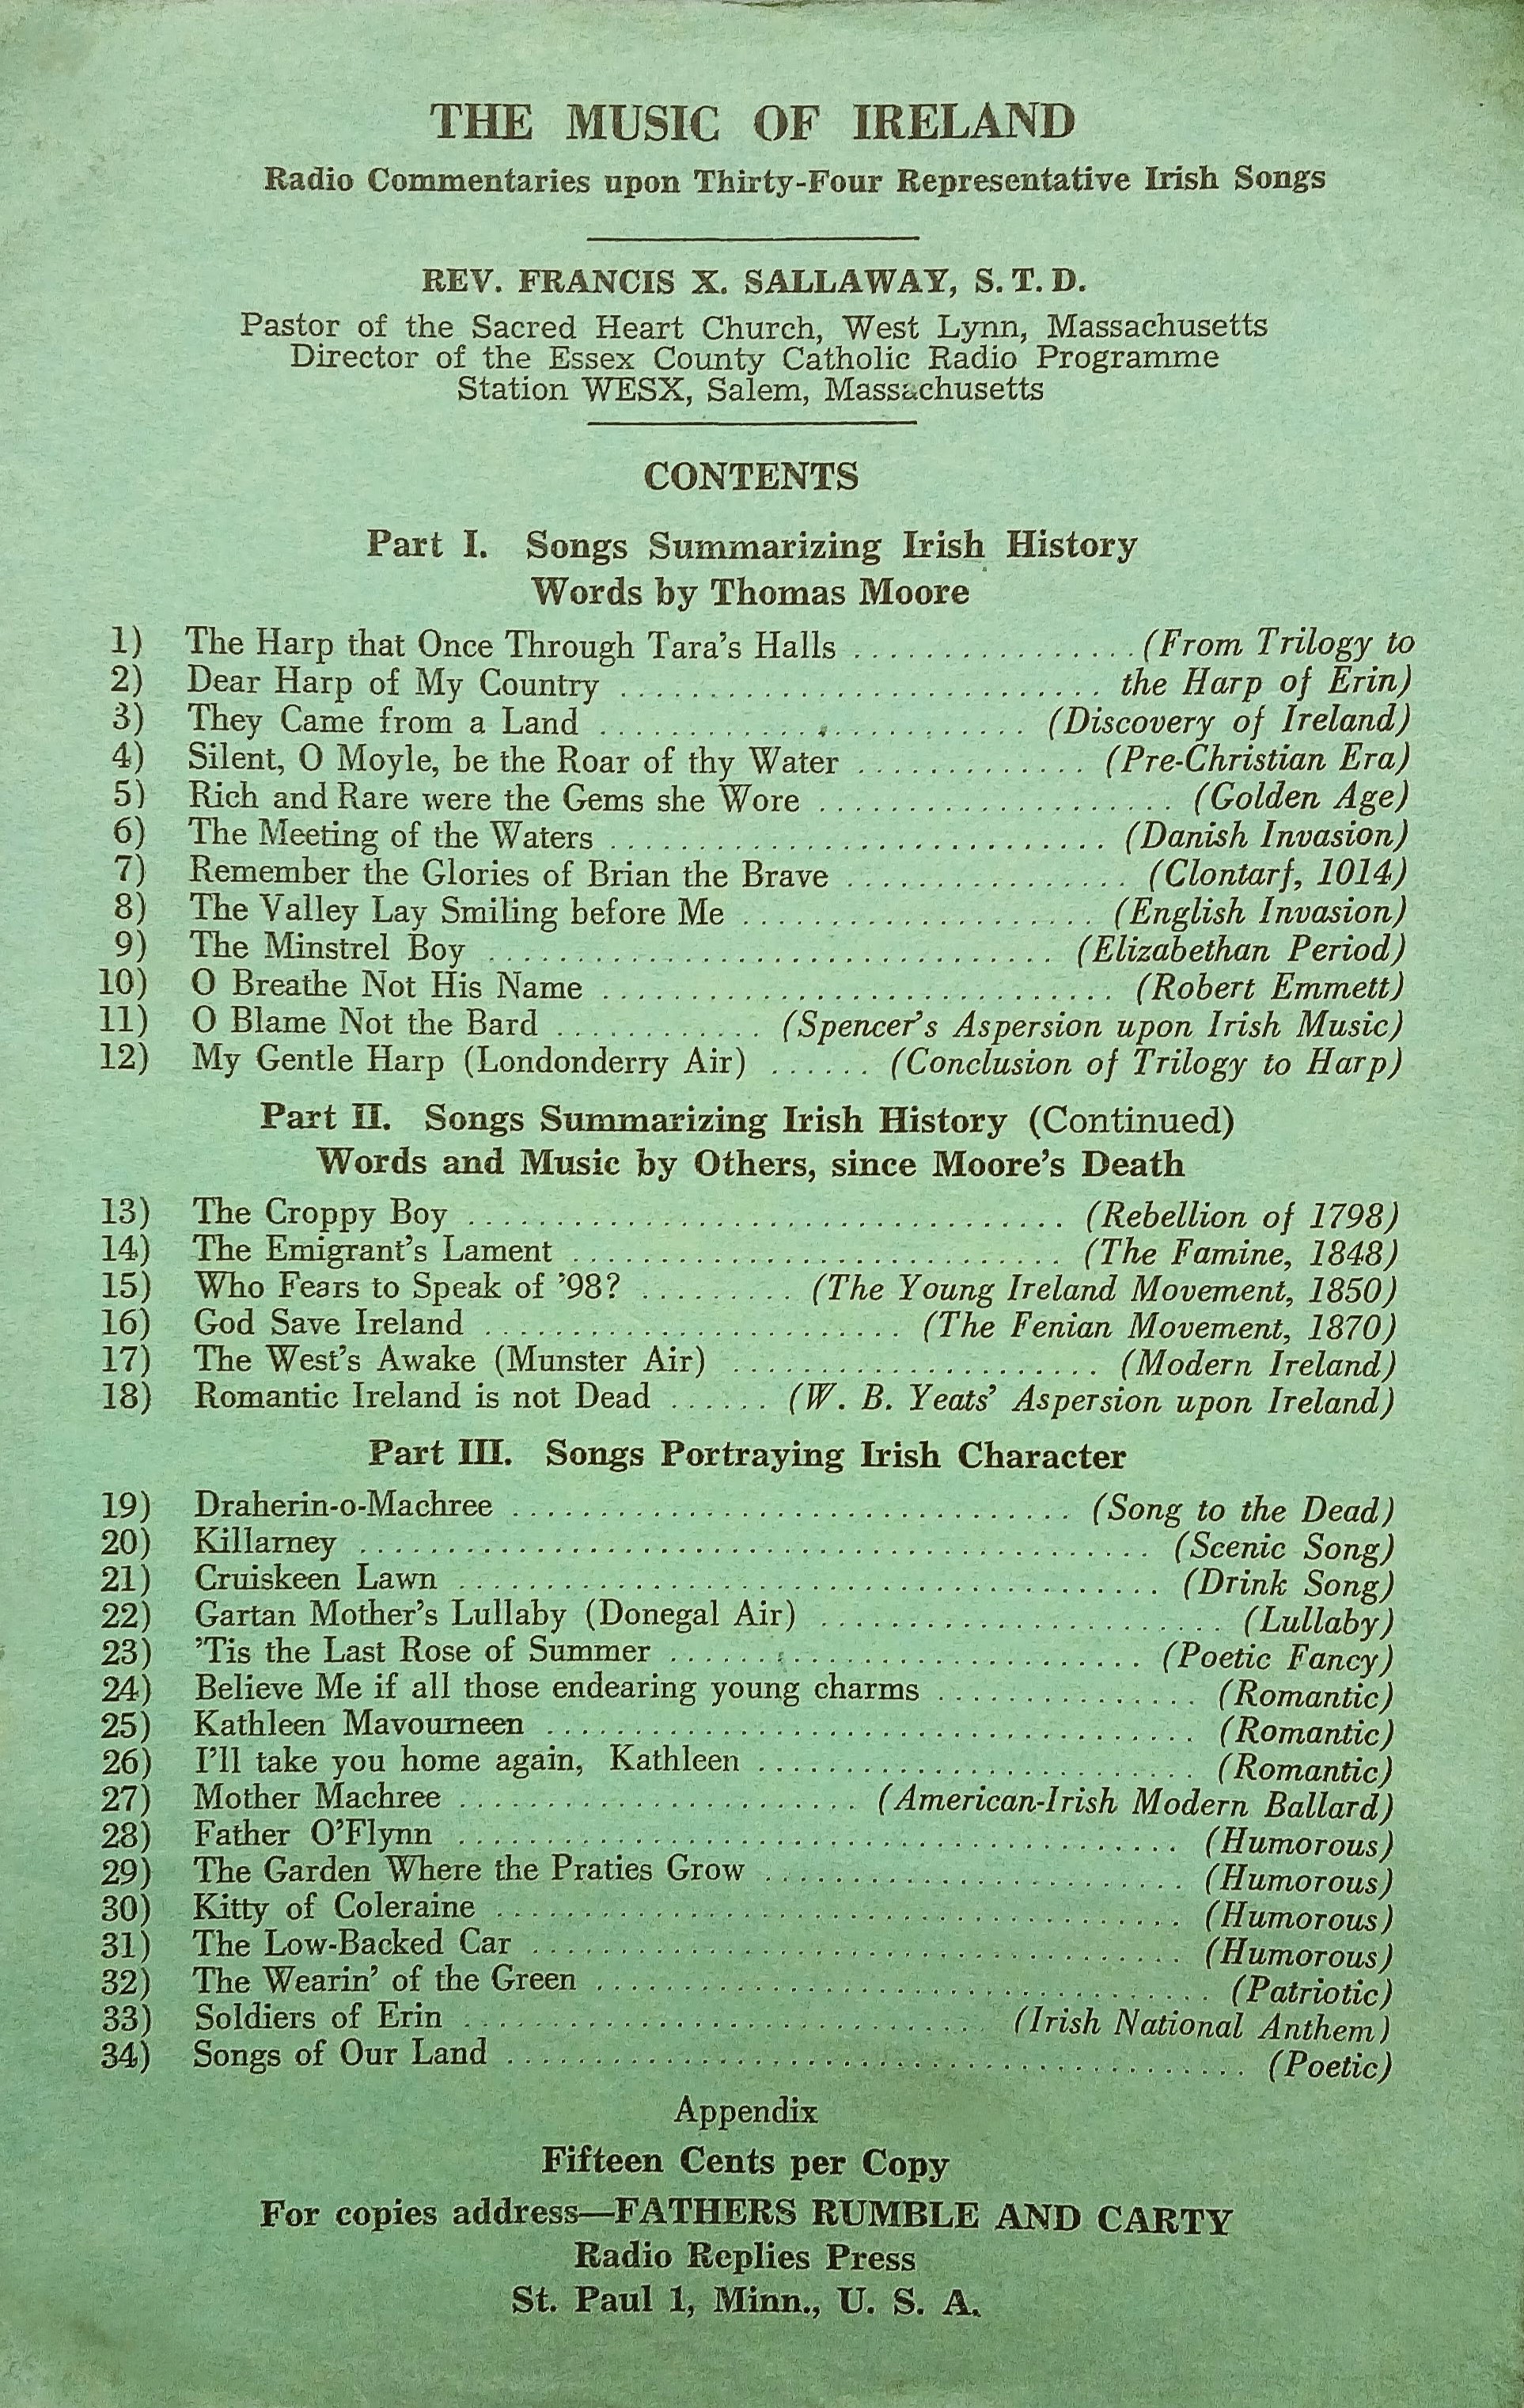 THE MUSIC OF IRELAND
Radio Commentaries upon Thirty-Four Representative Irish Songs
REV. FRANCIS X. SALLAWAY, S. T. D.
Pastor of the Sacred Heart Church, West Lynn, Massachusetts
Director of the Essex County Catholic Radio Programme
Station WESX, Salem, Massachusetts
CONTENTS
Part I. Songs Summarizing Irish History
Words by Thomas Moore
1) The Harp that Once Through Tara's Halls ................ (From Trilogy to
2) Dear Harp of My Country ............................ the Harp of Erin)
3) They Came from a Land ......................... (Discovery of Ireland)
4) Silent, O Moyle, be the Roar of thy Water ............. (Pre-Christian Era)
5) Rich and Rare were the Gems she Wore .................... (Golden Age)
6) The Meeting of the Waters ............................. (Danish Invasion)
7) Remember the Glories of Brian the Brave ................ (Clontarf, 1014)
8) The Valley Lay Smiling before Me .................... (English Invasion)
9) The Minstrel Boy ................................ (Elizabethan Period)
10) O Breathe Not His Name ............................. (Robert Emmett)
11) O Blame Not the Bard ............ (Spencer's Aspersion upon Irish Music)
12) My Gentle Harp (Londonderry Air) ...... (Conclusion of Trilogy to Harp)
Part II. Songs Summarizing Irish History (Continued)
Words and Music by Others, since Moore's Death
13) The Croppy Boy .................................. (Rebellion of 1798)
14) The Emigrant's Lament ............................ (The Famine, 1848)
15) Who Fears to Speak of '98? ......... (The Young Ireland Movement, 1850)
16) God Save Ireland ........................ (The Fenian Movement, 1870)
17) The West's Awake (Munster Air) ..................... (Modern Ireland)
18) Romantic Ireland is not Dead ...... (W. B. Yeats' Aspersion upon Ireland)
Part III. Songs Portraying Irish Character
19) Draherin-o-Machree ................................ (Song to the Dead)
20) Killarney ............................................. (Scenic Song)
21) Cruiskeen Lawn ........................................ (Drink Song)
22) Gartan Mother's Lullaby (Donegal Air) ....................... (Lullaby)
23) 'Tis the Last Rose of Summer ........................... (Poetic Fancy)
24) Believe Me if all those endearing young charms ............... (Romantic)
25) Kathleen Mavourneen ..................................... (Romantic)
26) I'll take you home again, Kathleen ......................... (Romantic)
27) Mother Machree ....................... (American-Irish Modern Ballard)
28) Father O'Flynn ......................................... (Humorous)
29) The Garden Where the Praties Grow ........................ (Humorous)
30) Kitty of Coleraine ....................................... (Humorous)
31) The Low-Backed Car ..................................... (Humorous)
32) The Wearin' of the Green ................................... (Patriotic)
33) Soldiers of Erin .............................. (Irish National Anthem)
34) Songs of Our Land .......................................... (Poetic)
Appendix
Fifteen Cents per Copy
For copies address—FATHERS RUMBLE AND CARTY
Radio Replies Press
St. Paul 1, Minn., U. S. A.